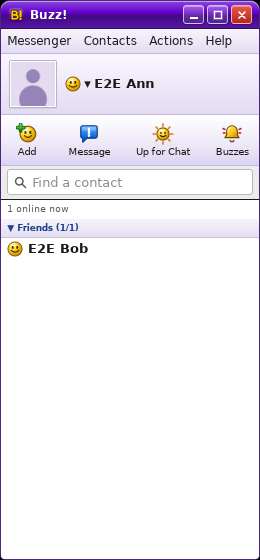 Buzz!
Messenger Contacts Actions Help
E2E Ann
Add Message Up for Chat Buzzes
Find a contact
1 online now
Friends (1/1)
E2E Bob